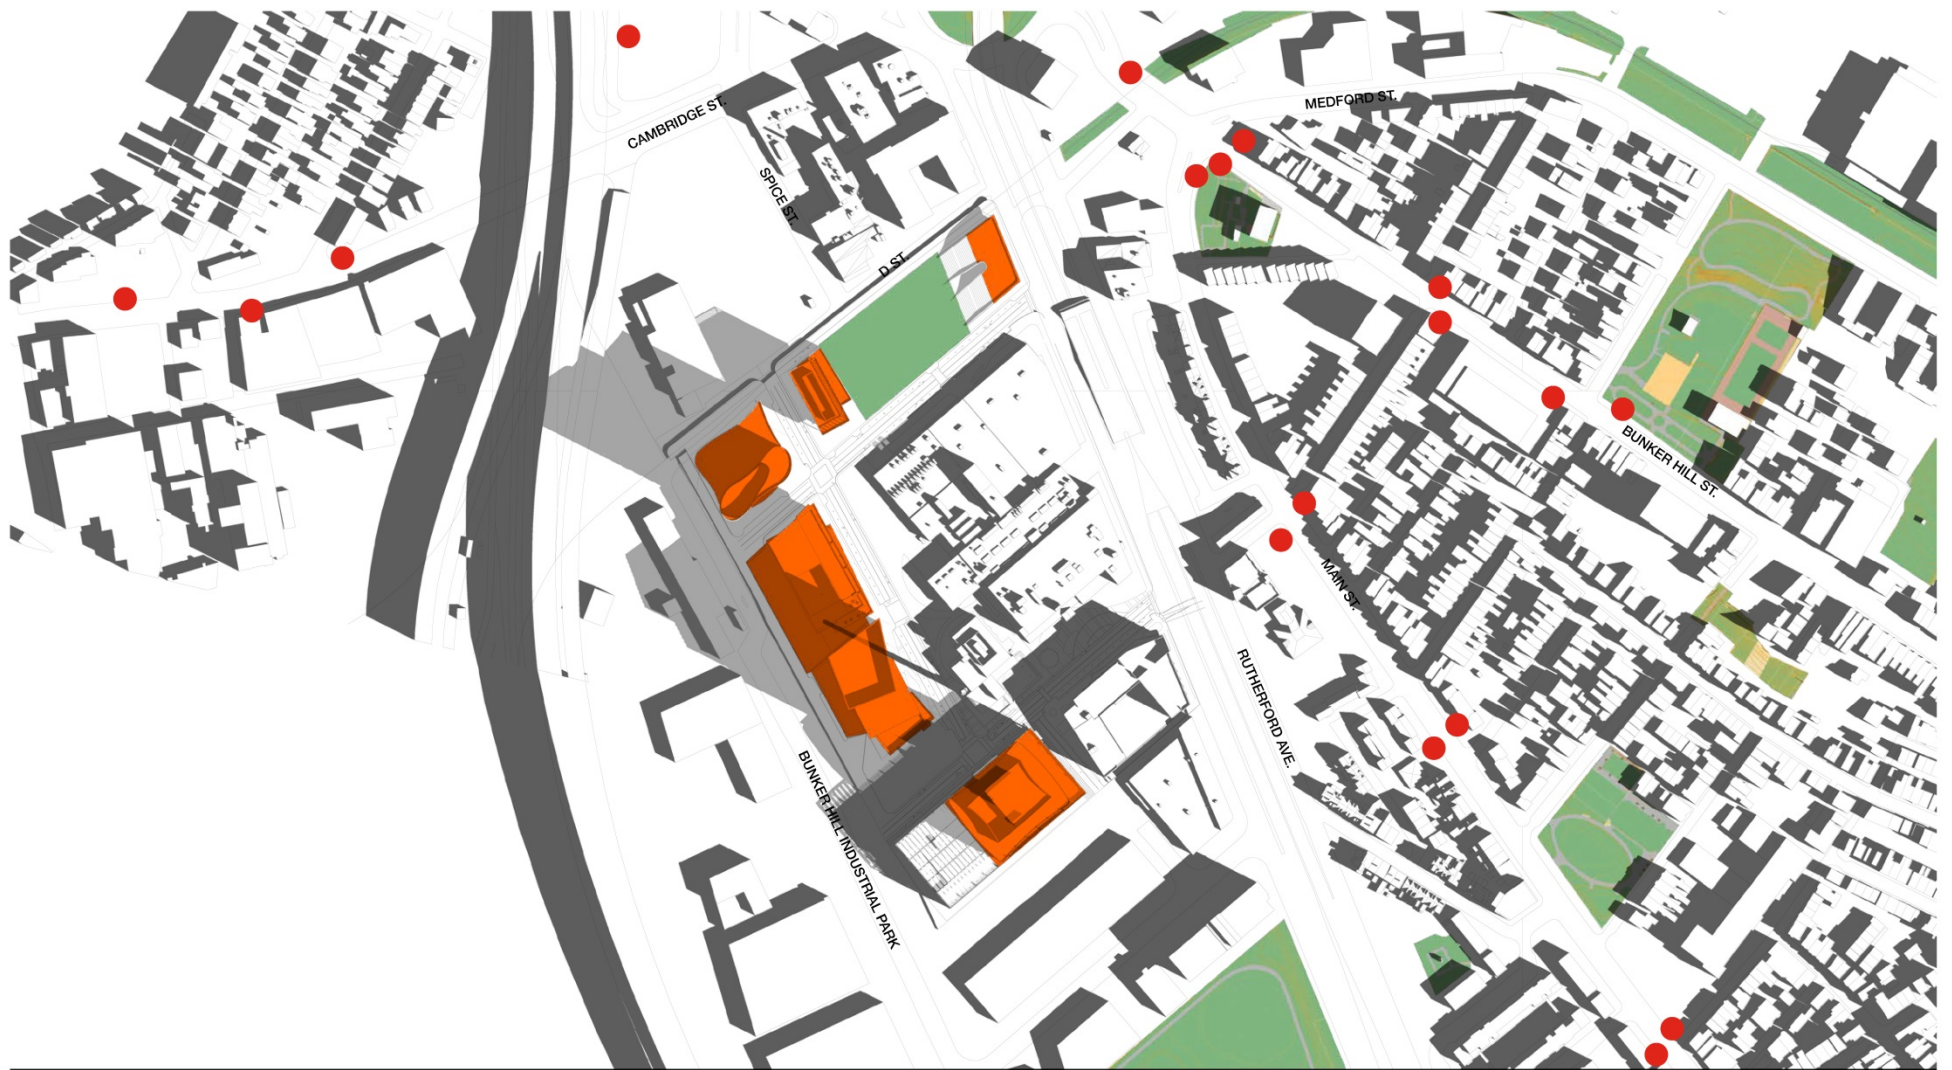 MEDFORD ST.
CAMBRIDGE ST.
SPICE ST.
D ST.
BUNKER HILL ST.
MAIN ST.
RUTHERFORD AVE.
BUNKER HILL INDUSTRIAL PARK